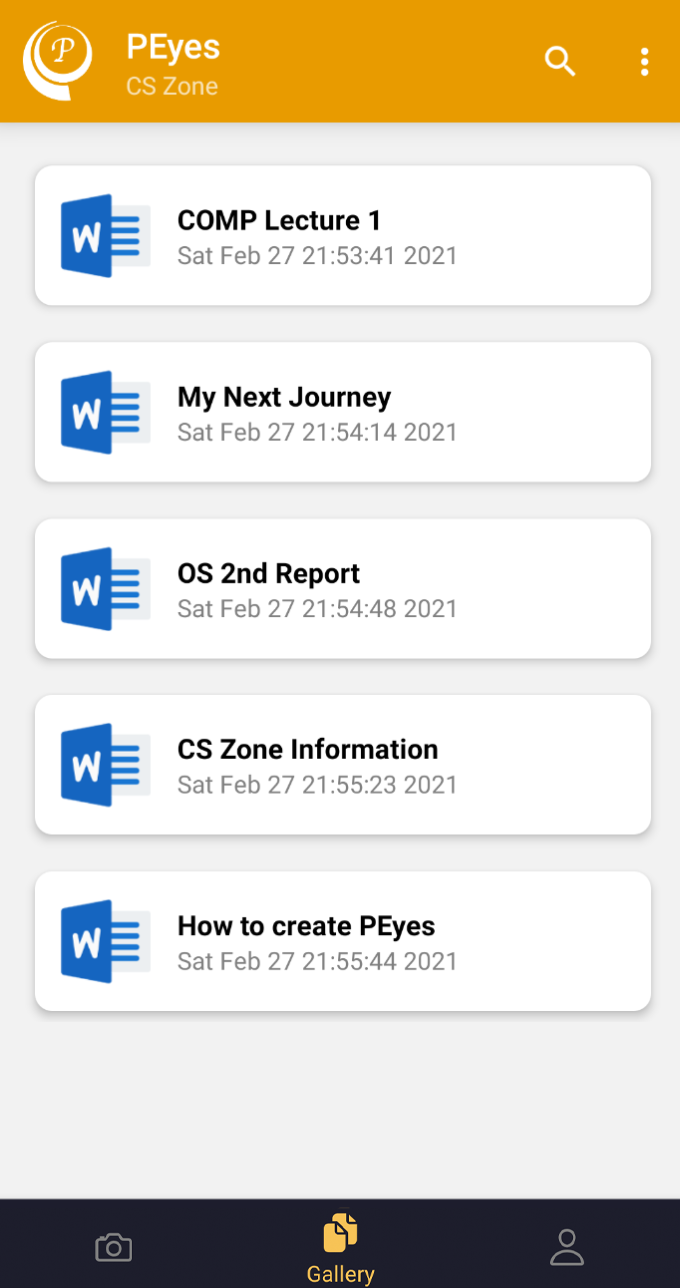 P
PEyes
CS Zone
W
COMP Lecture 1
Sat Feb 27 21:53:41 2021
W
My Next Journey
Sat Feb 27 21:54:14 2021
W
OS 2nd Report
Sat Feb 27 21:54:48 2021
W
CS Zone Information
Sat Feb 27 21:55:23 2021
W
How to create PEyes
Sat Feb 27 21:55:44 2021
Gallery